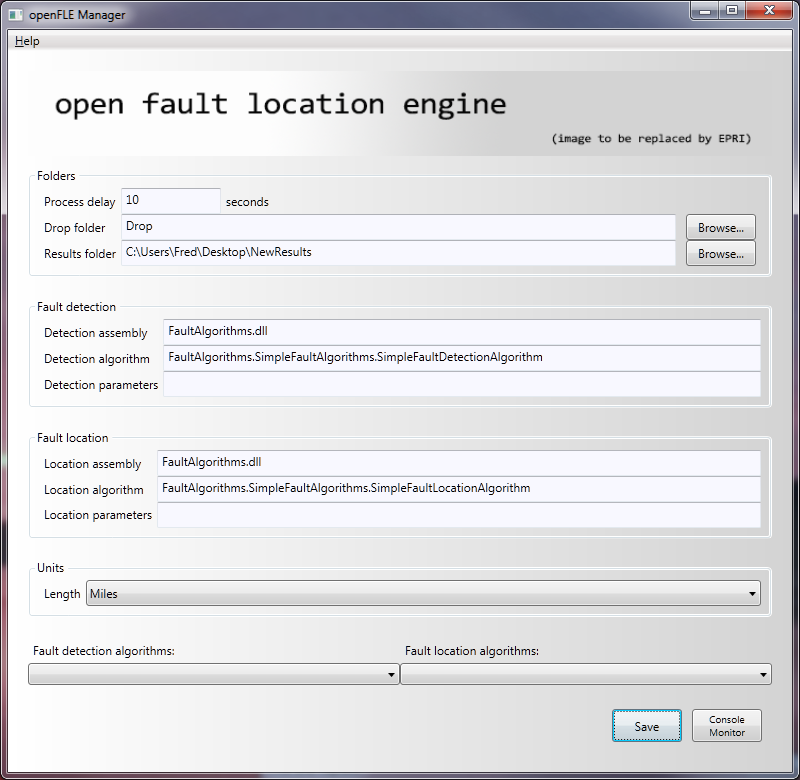 openFLE Manager
Help
open fault location engine
(image to be replaced by EPRI)
Folders
Process delay 10 seconds
Drop folder Drop Browse...
Results folder C:\Users\Fred\Desktop\NewResults Browse...
Fault detection
Detection assembly FaultAlgorithms.dll
Detection algorithm FaultAlgorithms.SimpleFaultAlgorithms.SimpleFaultDetectionAlgorithm
Detection parameters
Fault location
Location assembly FaultAlgorithms.dll
Location algorithm FaultAlgorithms.SimpleFaultAlgorithms.SimpleFaultLocationAlgorithm
Location parameters
Units
Length Miles
Fault detection algorithms: Fault location algorithms:
Save Console
Monitor